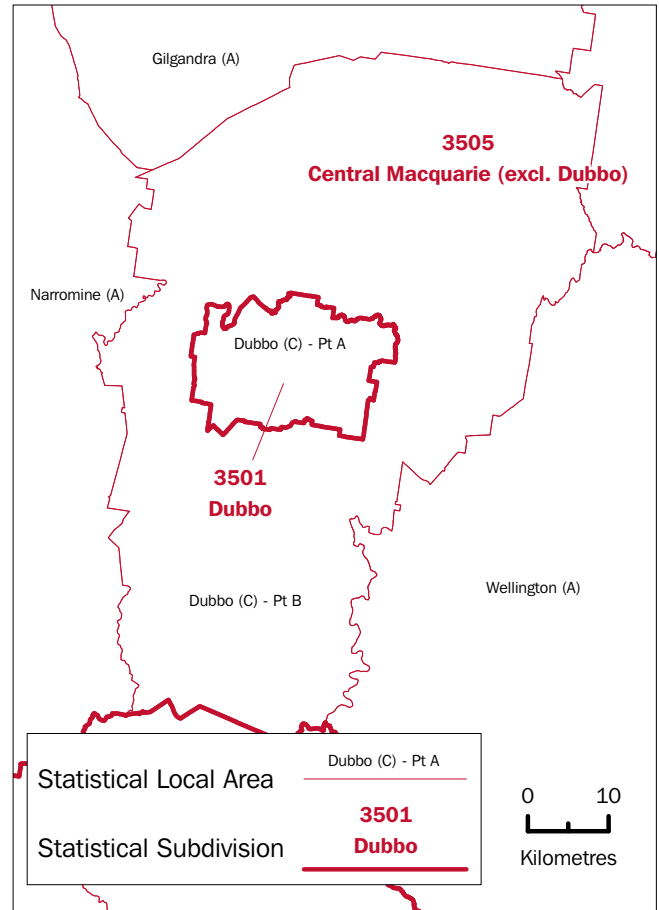 Gilgandra (A)
3505
Central Macquarie (excl. Dubbo)
Narromine (A)
Dubbo (C) - Pt A
3501
Dubbo
Wellington (A)
Dubbo (C) - Pt B
Statistical Local Area
Dubbo (C) - Pt A
Statistical Subdivision
3501
Dubbo
0 10
Kilometres